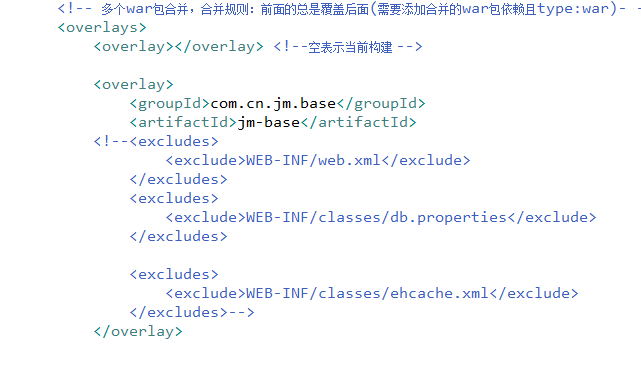 <!-- 多个war包合并，合并规则：前面的总是覆盖后面(需要添加合并的war包依赖且type:war)- -
<overlays>
<overlay></overlay> <!--空表示当前构建 -->
<overlay>
<groupId>com.cn.jm.base</groupId>
<artifactId>jm-base</artifactId>
<!--<excludes>
<exclude>WEB-INF/web.xml</exclude>
</excludes>
<excludes>
<exclude>WEB-INF/classes/db.properties</exclude>
</excludes>
<excludes>
<exclude>WEB-INF/classes/ehcache.xml</exclude>
</excludes>-->
</overlay>